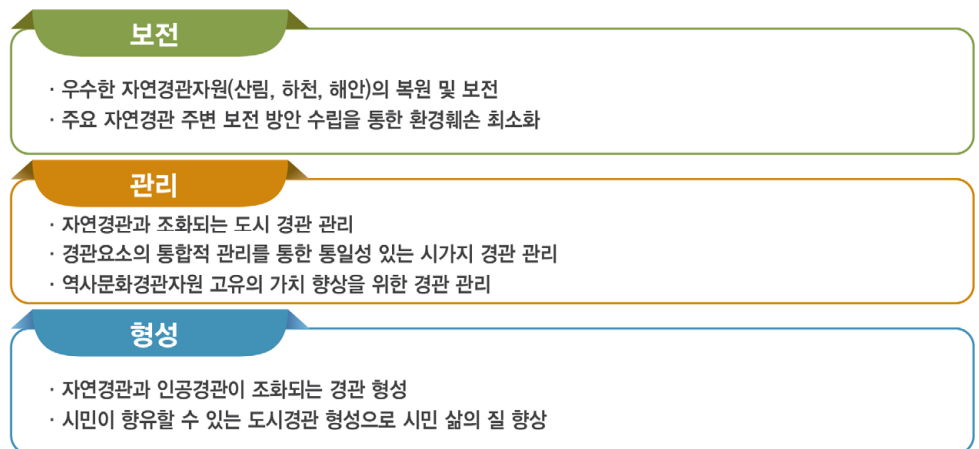 보전
· 우수한 자연경관자원(산림, 하천, 해안)의 복원 및 보전
· 주요 자연경관 주변 보전 방안 수립을 통한 환경훼손 최소화
관리
· 자연경관과 조화되는 도시 경관 관리
· 경관요소의 통합적 관리를 통한 통일성 있는 시가지 경관 관리
· 역사문화경관자원 고유의 가치 향상을 위한 경관 관리
형성
· 자연경관과 인공경관이 조화되는 경관 형성
· 시민이 향유할 수 있는 도시경관 형성으로 시민 삶의 질 향상